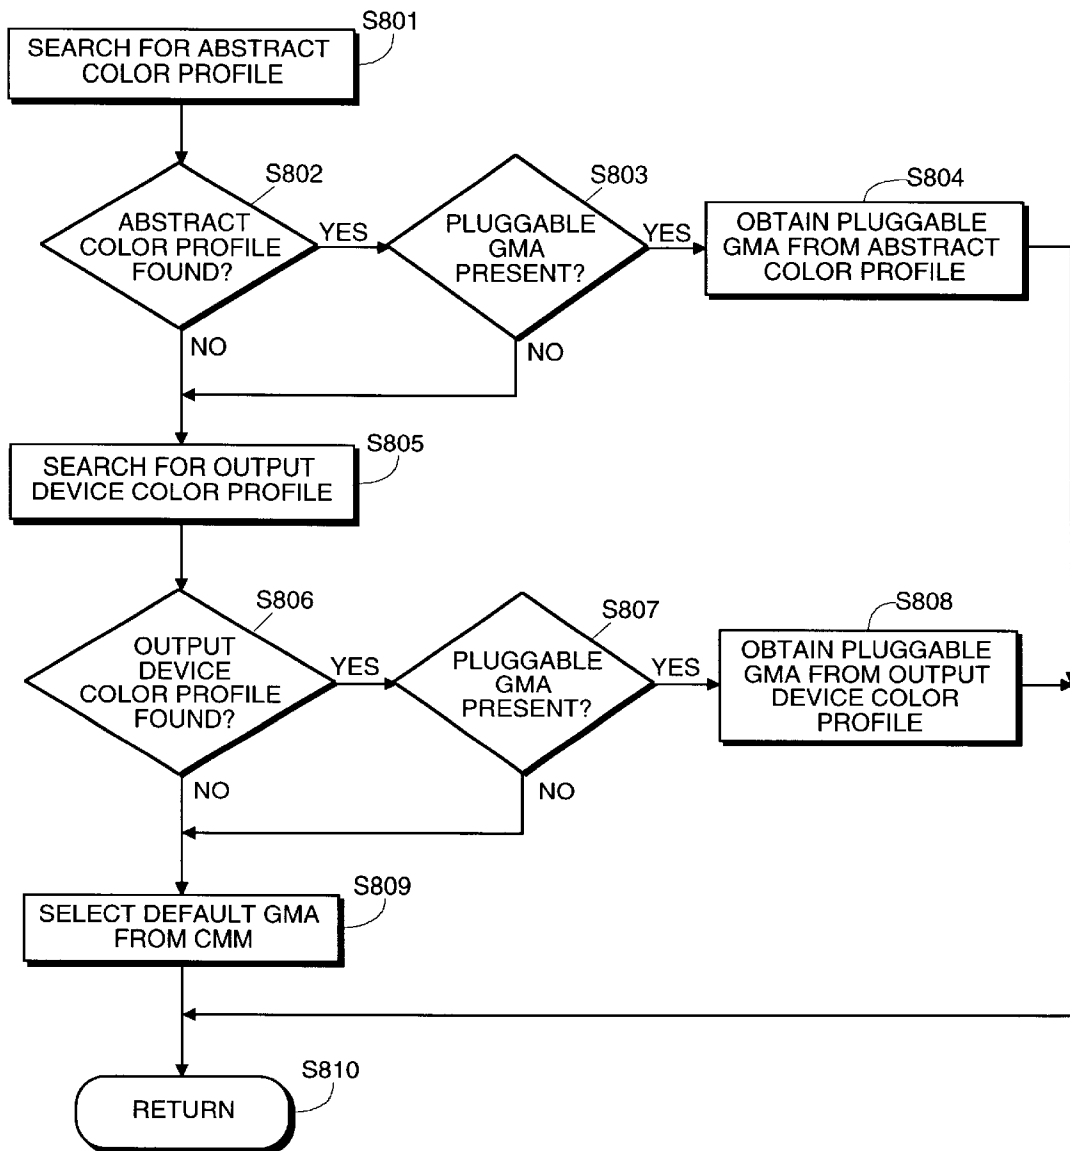 S801
SEARCH FOR ABSTRACT
COLOR PROFILE
S802
ABSTRACT
COLOR PROFILE
FOUND?
YES
NO
S803
PLUGGABLE
GMA
PRESENT?
YES
NO
S804
OBTAIN PLUGGABLE
GMA FROM ABSTRACT
COLOR PROFILE
S805
SEARCH FOR OUTPUT
DEVICE COLOR PROFILE
S806
OUTPUT
DEVICE
COLOR PROFILE
FOUND?
YES
NO
S807
PLUGGABLE
GMA
PRESENT?
YES
NO
S808
OBTAIN PLUGGABLE
GMA FROM OUTPUT
DEVICE COLOR
PROFILE
S809
SELECT DEFAULT GMA
FROM CMM
S810
RETURN